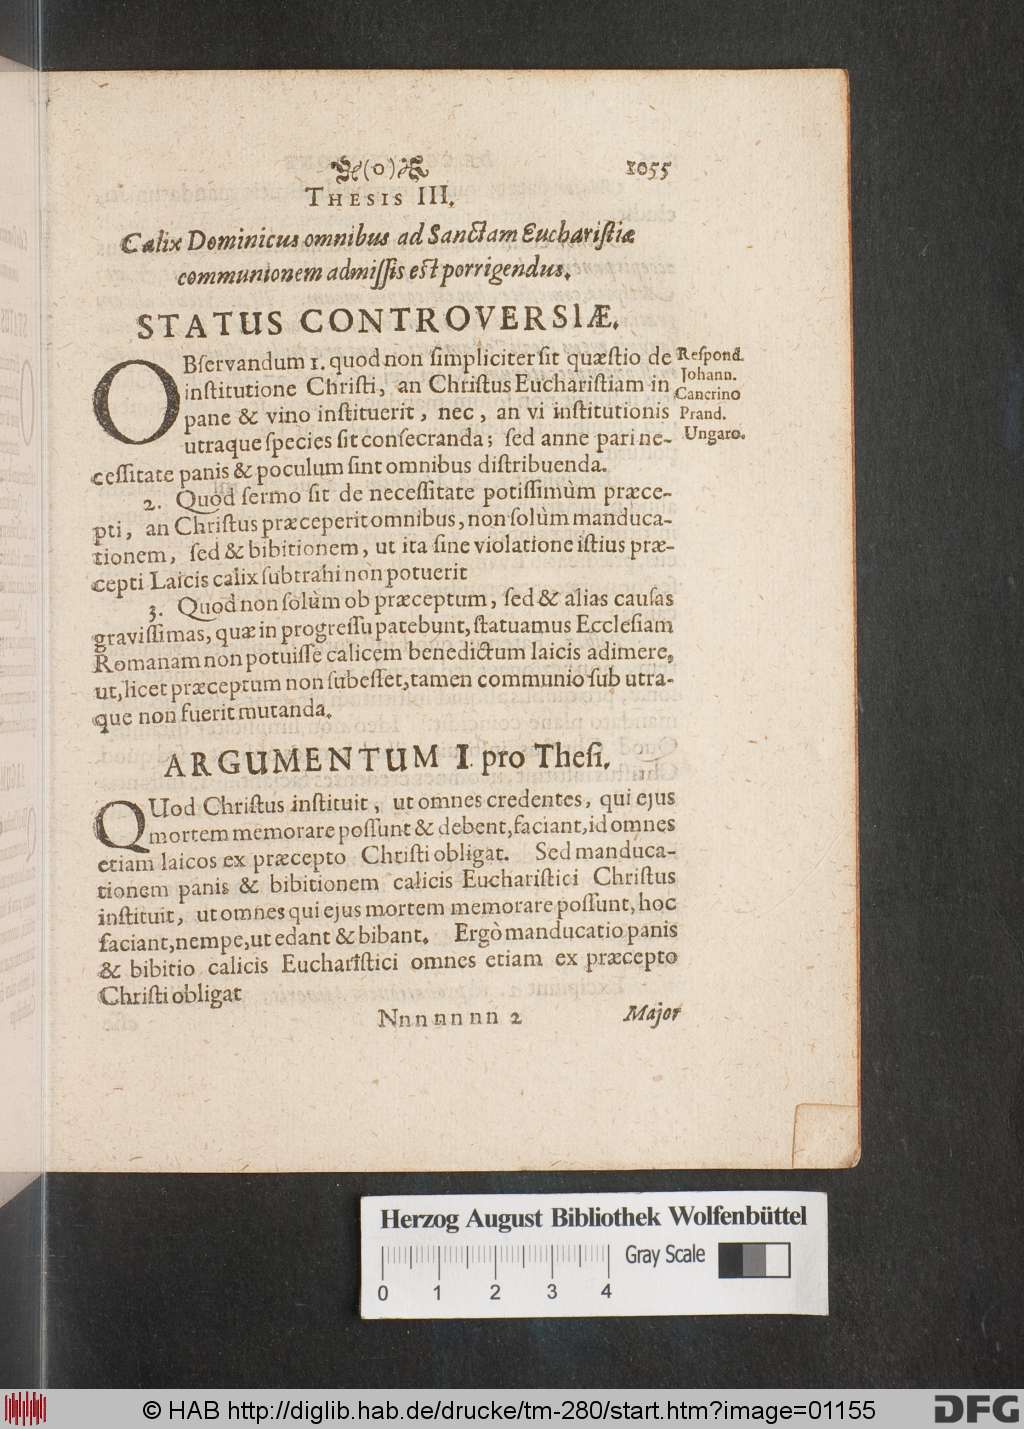 (o) 1055
THESIS III.
Calix Dominicus omnibus ad Sanctam Eucharistiæ
communionem admissis est porrigendus.
STATUS CONTROVERSIÆ.
OBservandum 1. quod non simpliciter sit quæstio de
institutione Christi, an Christus Eucharistiam in
pane & vino instituerit, nec, an vi institutionis
utraque species sit consecranda; sed anne pari ne-
cessitate panis & poculum sint omnibus distribuenda.
Respond.
Johann.
Cancrino
Prand.
Ungaro.
2. Quod sermo sit de necessitate potissimùm præce-
pti, an Christus præceperit omnibus, non solùm manduca-
tionem, sed & bibitionem, ut ita sine violatione istius præ-
cepti Laicis calix subtrahi non potuerit
3. Quod non solùm ob præceptum, sed & alias causas
gravissimas, quæ in progressu patebunt, statuamus Ecclesiam
Romanam non potuisse calicem benedictum laicis adimere,
ut, licet præceptum non subesset, tamen communio sub utra-
que non fuerit mutanda.
ARGUMENTUM I. pro Thesi.
QUod Christus instituit, ut omnes credentes, qui ejus
mortem memorare possunt & debent, faciant, id omnes
etiam laicos ex præcepto Christi obligat. Sed manduca-
tionem panis & bibitionem calicis Eucharistici Christus
instituit, ut omnes qui ejus mortem memorare possunt, hoc
faciant, nempe, ut edant & bibant. Ergò manducatio panis
& bibitio calicis Eucharistici omnes etiam ex præcepto
Christi obligat
Nnn nnnn 2 Major
Herzog August Bibliothek Wolfenbüttel
Gray Scale
0 1 2 3 4
© HAB http://diglib.hab.de/drucke/tm-280/start.htm?image=01155
DFG